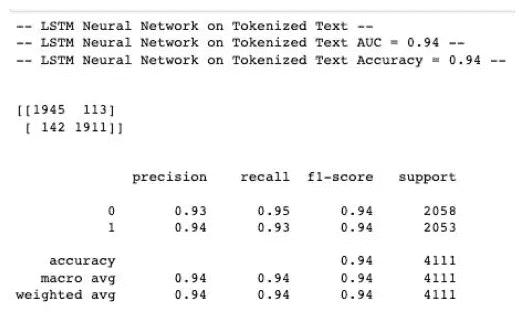 -- LSTM Neural Network on Tokenized Text --
-- LSTM Neural Network on Tokenized Text AUC = 0.94 --
-- LSTM Neural Network on Tokenized Text Accuracy = 0.94 --
[[1945 113]
[ 142 1911]]
precision recall f1-score support
0 0.93 0.95 0.94 2058
1 0.94 0.93 0.94 2053
accuracy 0.94 4111
macro avg 0.94 0.94 0.94 4111
weighted avg 0.94 0.94 0.94 4111